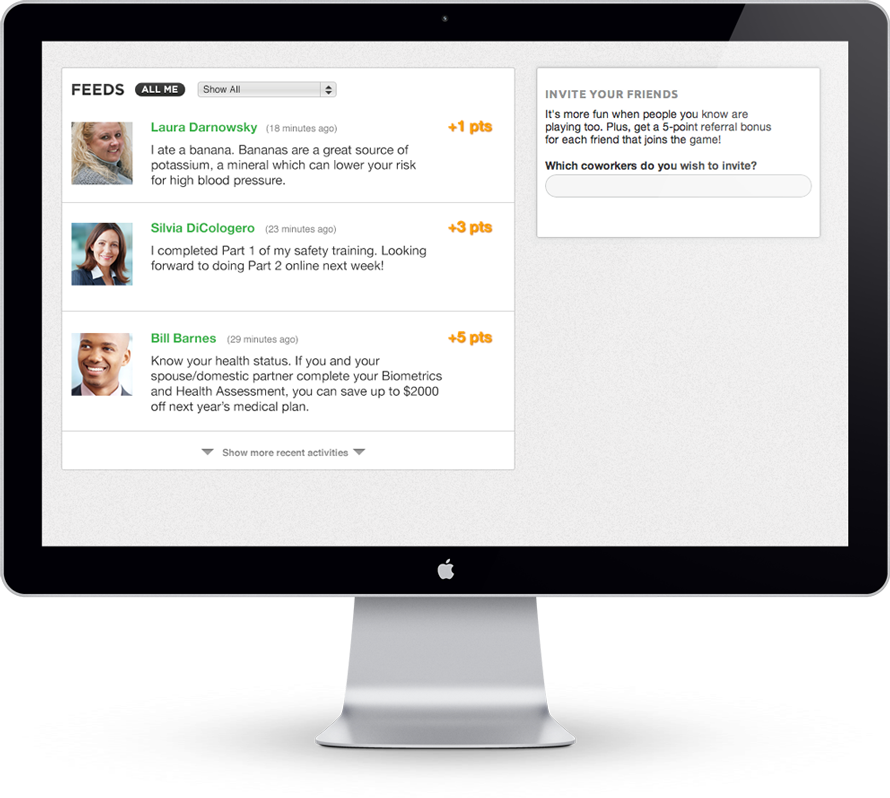 FEEDS ALL ME Show All
Laura Darnowsky (18 minutes ago) +1 pts
I ate a banana. Bananas are a great source of
potassium, a mineral which can lower your risk
for high blood pressure.
Silvia DiCologero (23 minutes ago) +3 pts
I completed Part 1 of my safety training. Looking
forward to doing Part 2 online next week!
Bill Barnes (29 minutes ago) +5 pts
Know your health status. If you and your
spouse/domestic partner complete your Biometrics
and Health Assessment, you can save up to $2000
off next year’s medical plan.
Show more recent activities
INVITE YOUR FRIENDS
It's more fun when people you know are
playing too. Plus, get a 5-point referral bonus
for each friend that joins the game!
Which coworkers do you wish to invite?